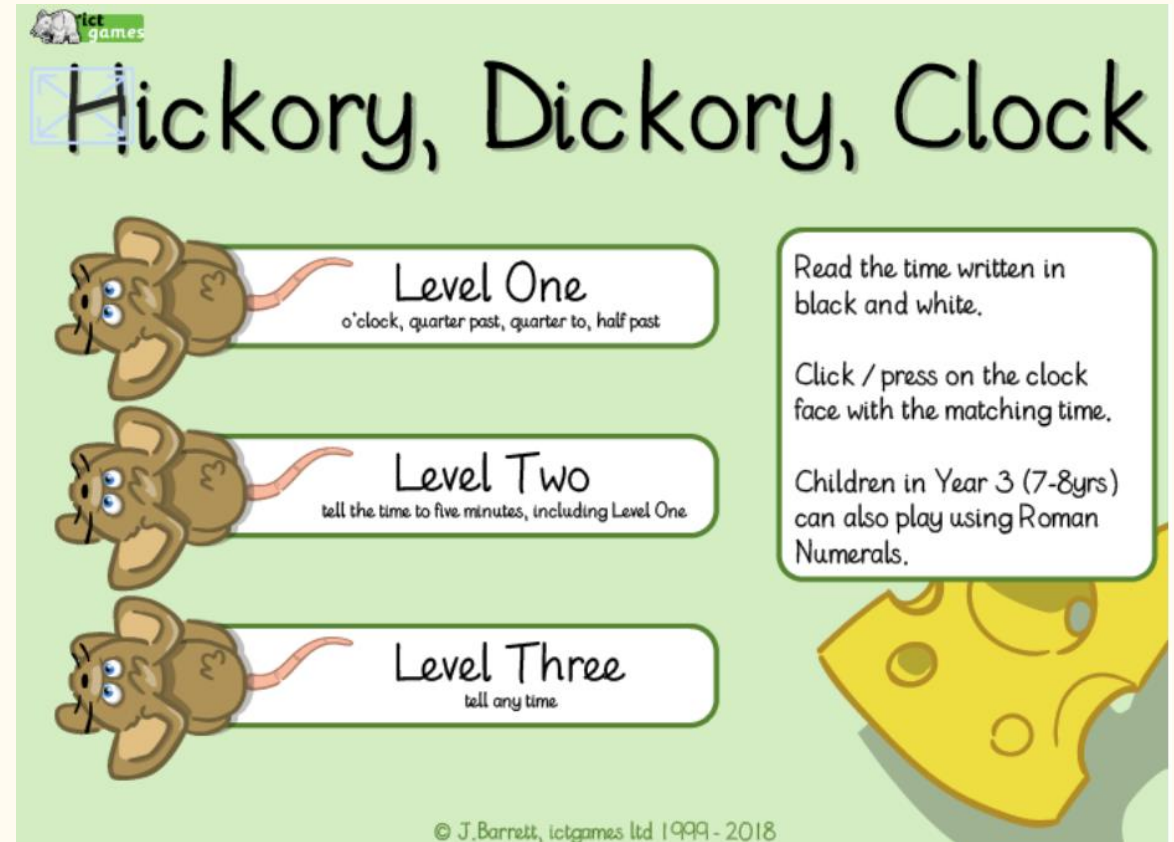 ict
games
Hickory, Dickory, Clock
Level One
o'clock, quarter past, quarter to, half past
Level Two
tell the time to five minutes, including Level One
Level Three
tell any time
Read the time written in
black and white.
Click / press on the clock
face with the matching time.
Children in Year 3 (7-8yrs)
can also play using Roman
Numerals.
© J.Barrett, ictgames ltd 1999 - 2018